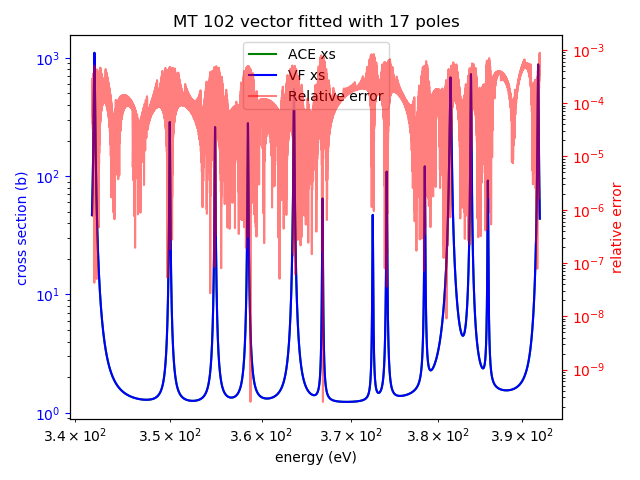 MT 102 vector fitted with 17 poles
ACE xs
VF xs
Relative error
cross section (b)
10³
10²
10¹
10⁰
10⁻³
10⁻⁴
10⁻⁵
10⁻⁶
10⁻⁷
10⁻⁸
10⁻⁹
relative error
3.4 × 10² 3.5 × 10² 3.6 × 10² 3.7 × 10² 3.8 × 10² 3.9 × 10²
energy (eV)